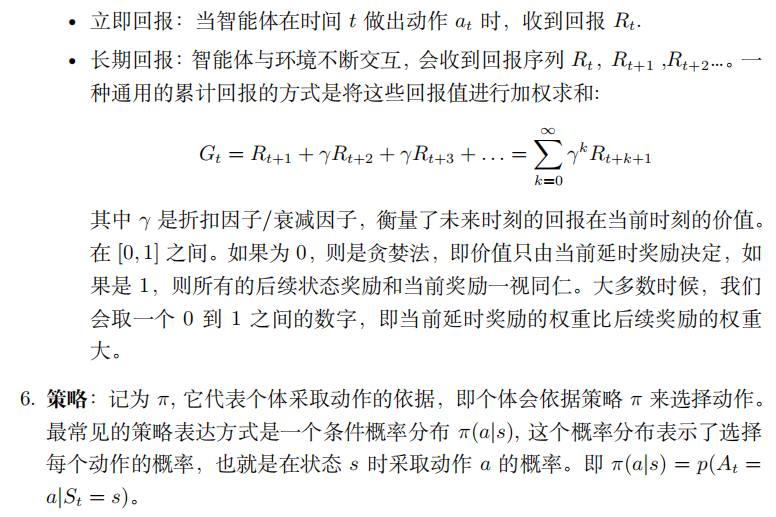 • 立即回报：当智能体在时间 t 做出动作 a_t 时，收到回报 R_t.
• 长期回报：智能体与环境不断交互, 会收到回报序列 R_t, R_{t+1} ,R_{t+2}...。一
种通用的累计回报的方式是将这些回报值进行加权求和:
G_t = R_{t+1} + γR_{t+2} + γR_{t+3} + ... = ∑_{k=0}^{∞} γ^k R_{t+k+1}
其中 γ 是折扣因子/衰减因子，衡量了未来时刻的回报在当前时刻的价值。
在 [0,1] 之间。如果为 0，则是贪婪法，即价值只由当前延时奖励决定，如
果是 1，则所有的后续状态奖励和当前奖励一视同仁。大多数时候，我们
会取一个 0 到 1 之间的数字，即当前延时奖励的权重比后续奖励的权重
大。
6. 策略：记为 π, 它代表个体采取动作的依据，即个体会依据策略 π 来选择动作。
最常见的策略表达方式是一个条件概率分布 π(a|s), 这个概率分布表示了选择
每个动作的概率，也就是在状态 s 时采取动作 a 的概率。即 π(a|s) = p(A_t =
a|S_t = s)。